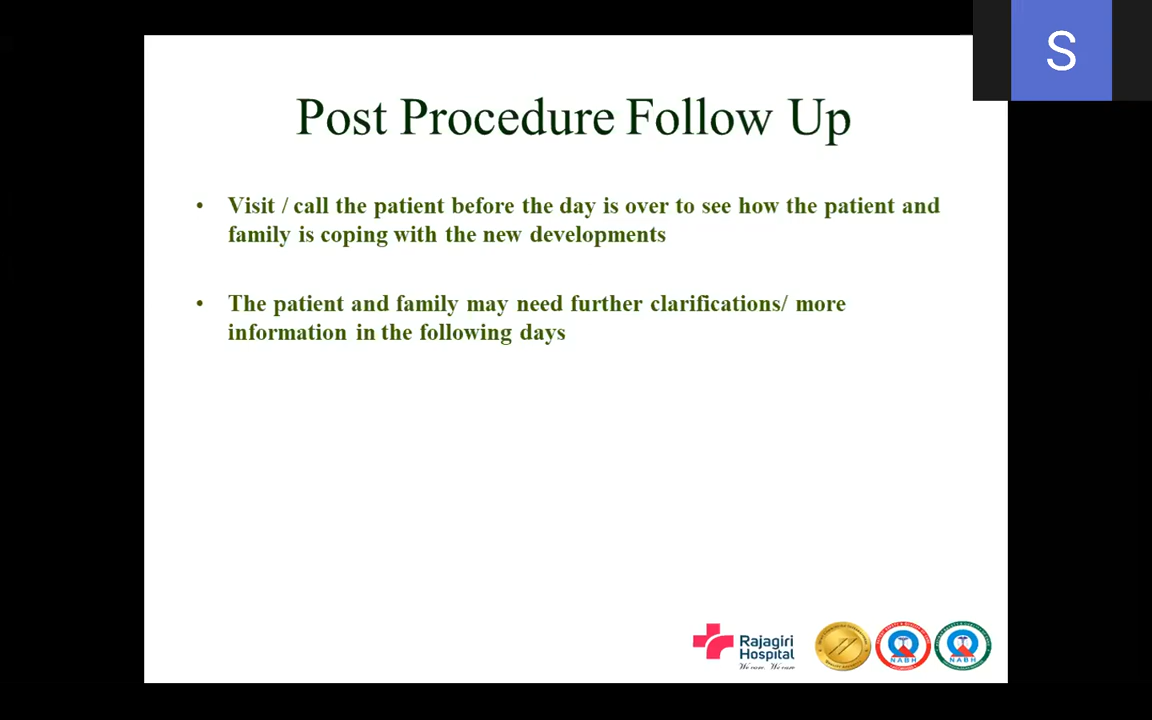 S
Post Procedure Follow Up
• Visit / call the patient before the day is over to see how the patient and
family is coping with the new developments
• The patient and family may need further clarifications/ more
information in the following days
Rajagiri
Hospital
NABH
NABH